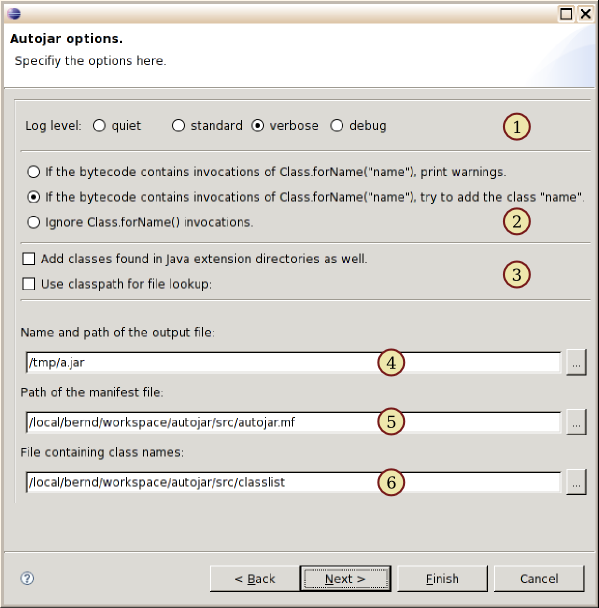 Autojar options.
Specifiy the options here.
Log level: quiet standard verbose debug 1
If the bytecode contains invocations of Class.forName("name"), print warnings.
If the bytecode contains invocations of Class.forName("name"), try to add the class "name".
Ignore Class.forName() invocations. 2
Add classes found in Java extension directories as well. 3
Use classpath for file lookup:
Name and path of the output file:
/tmp/a.jar 4 ...
Path of the manifest file:
/local/bernd/workspace/autojar/src/autojar.mf 5 ...
File containing class names:
/local/bernd/workspace/autojar/src/classlist 6 ...
? < Back Next > Finish Cancel